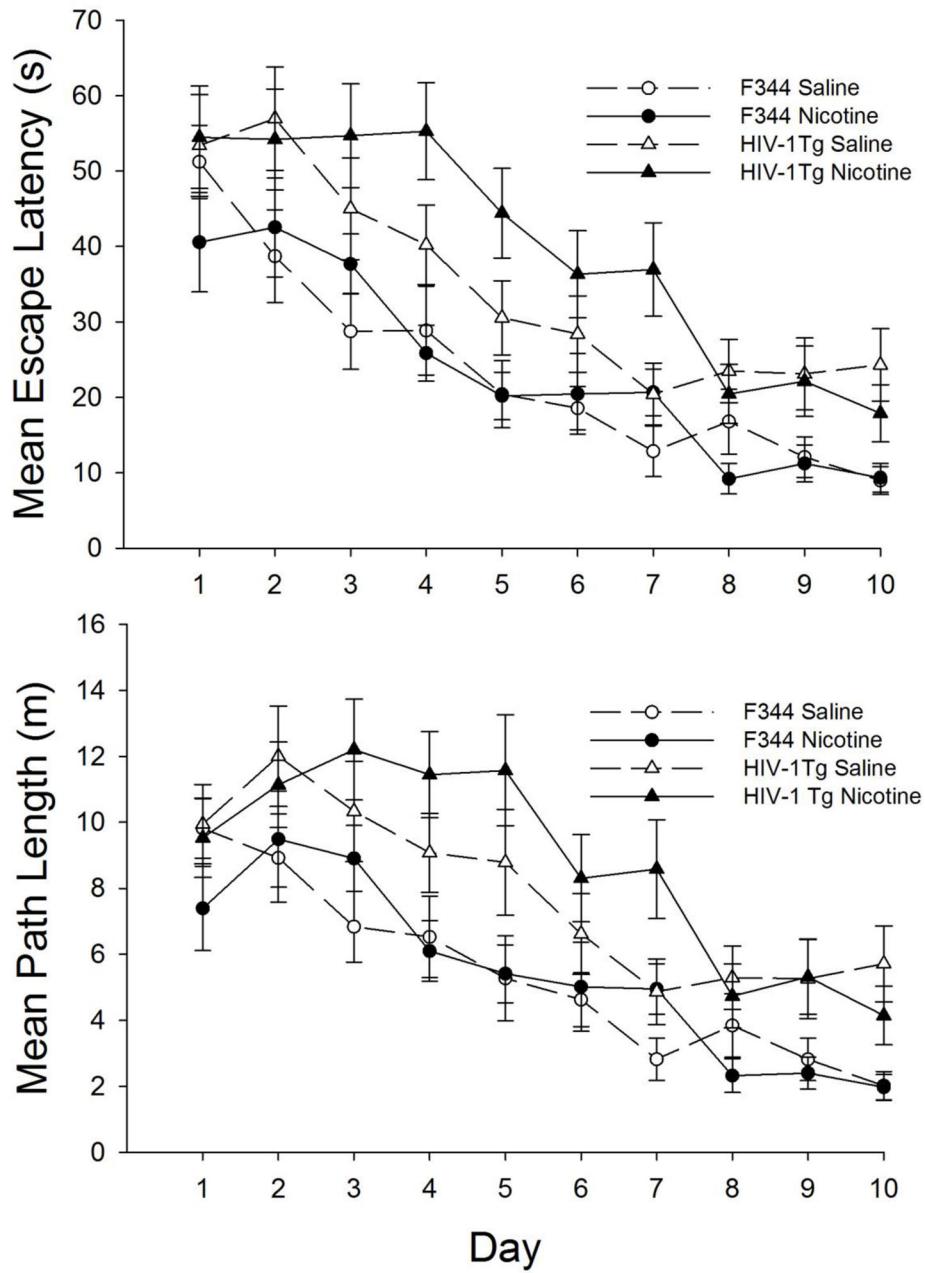 Mean Escape Latency (s)
70
60
50
40
30
20
10
0
F344 Saline
F344 Nicotine
HIV-1Tg Saline
HIV-1Tg Nicotine
1 2 3 4 5 6 7 8 9 10
Mean Path Length (m)
16
14
12
10
8
6
4
2
0
F344 Saline
F344 Nicotine
HIV-1Tg Saline
HIV-1 Tg Nicotine
1 2 3 4 5 6 7 8 9 10
Day